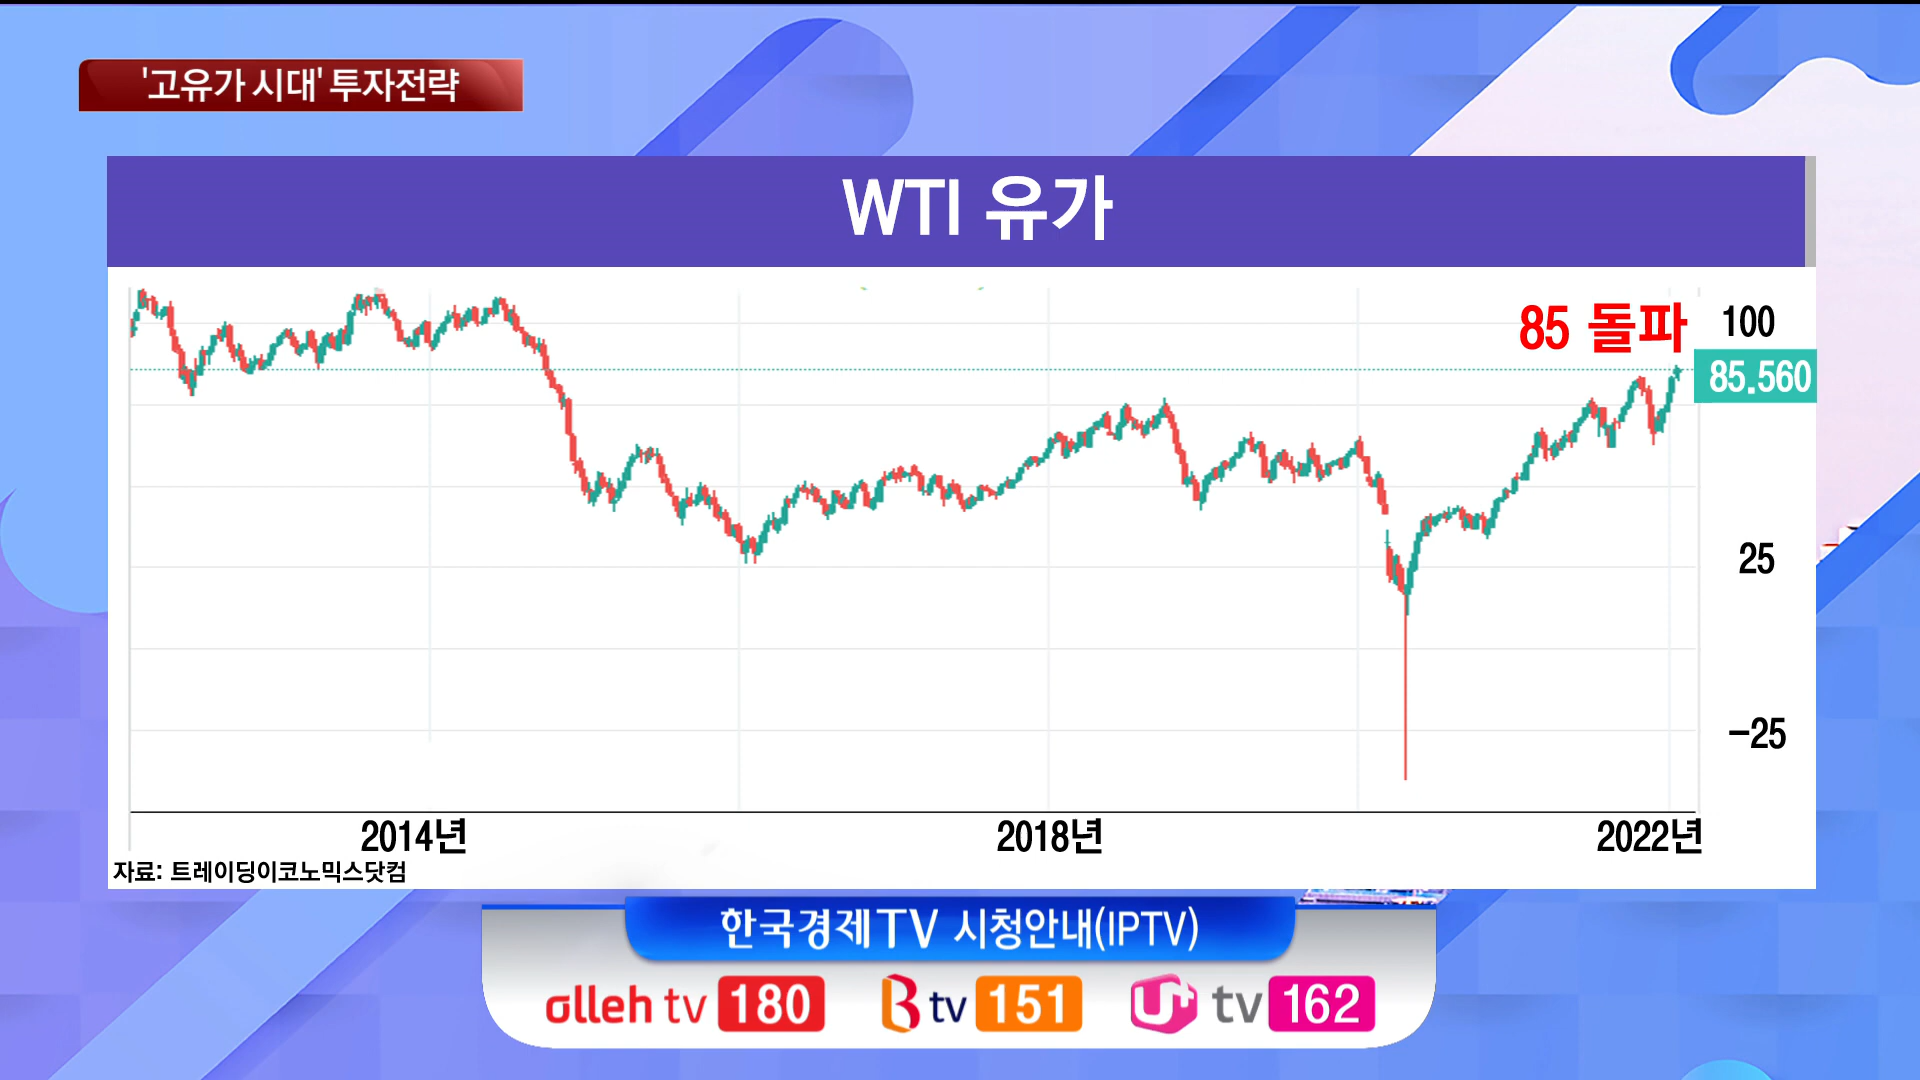 '고유가 시대' 투자전략
WTI 유가
85 돌파
100
85.560
25
-25
2014년
2018년
2022년
자료: 트레이딩이코노믹스닷컴
한국경제TV 시청안내(IPTV)
olleh tv 180
B tv 151
U+ tv 162